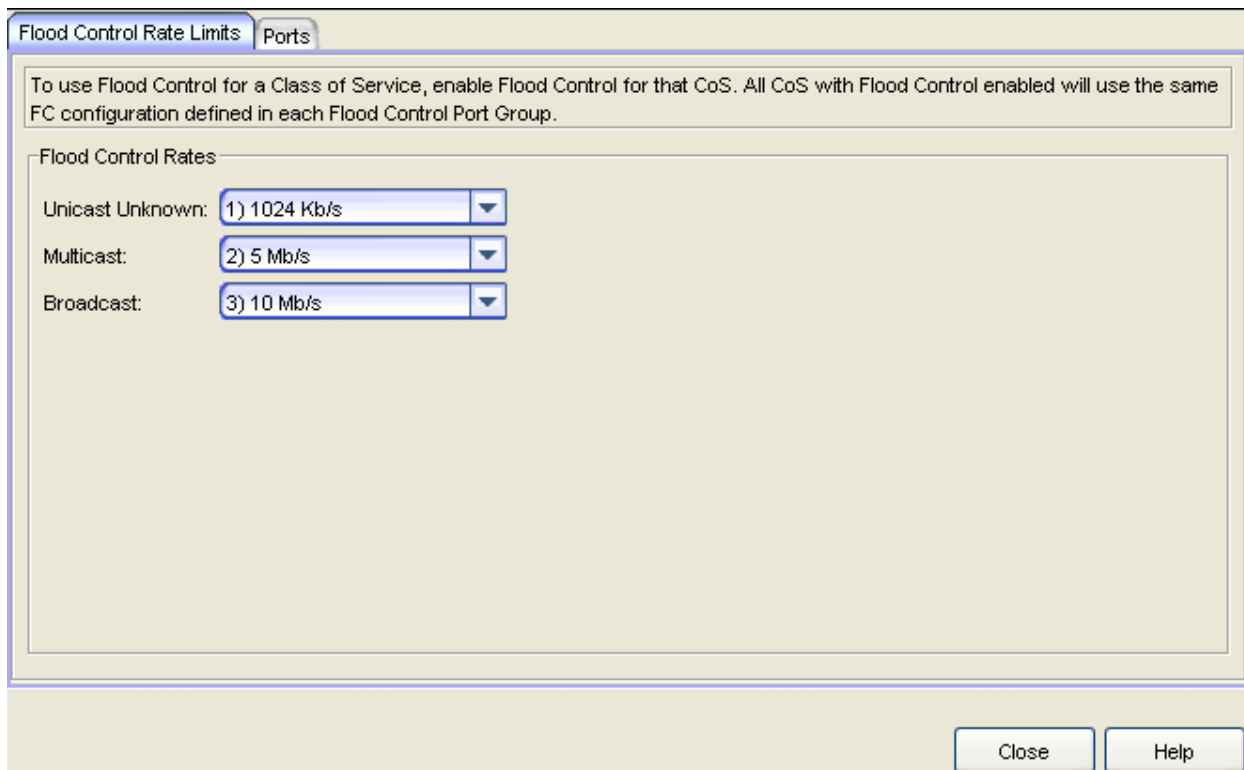 Flood Control Rate Limits
Ports
To use Flood Control for a Class of Service, enable Flood Control for that CoS. All CoS with Flood Control enabled will use the same
FC configuration defined in each Flood Control Port Group.
Flood Control Rates
Unicast Unknown: 1) 1024 Kb/s
Multicast: 2) 5 Mb/s
Broadcast: 3) 10 Mb/s
Close Help